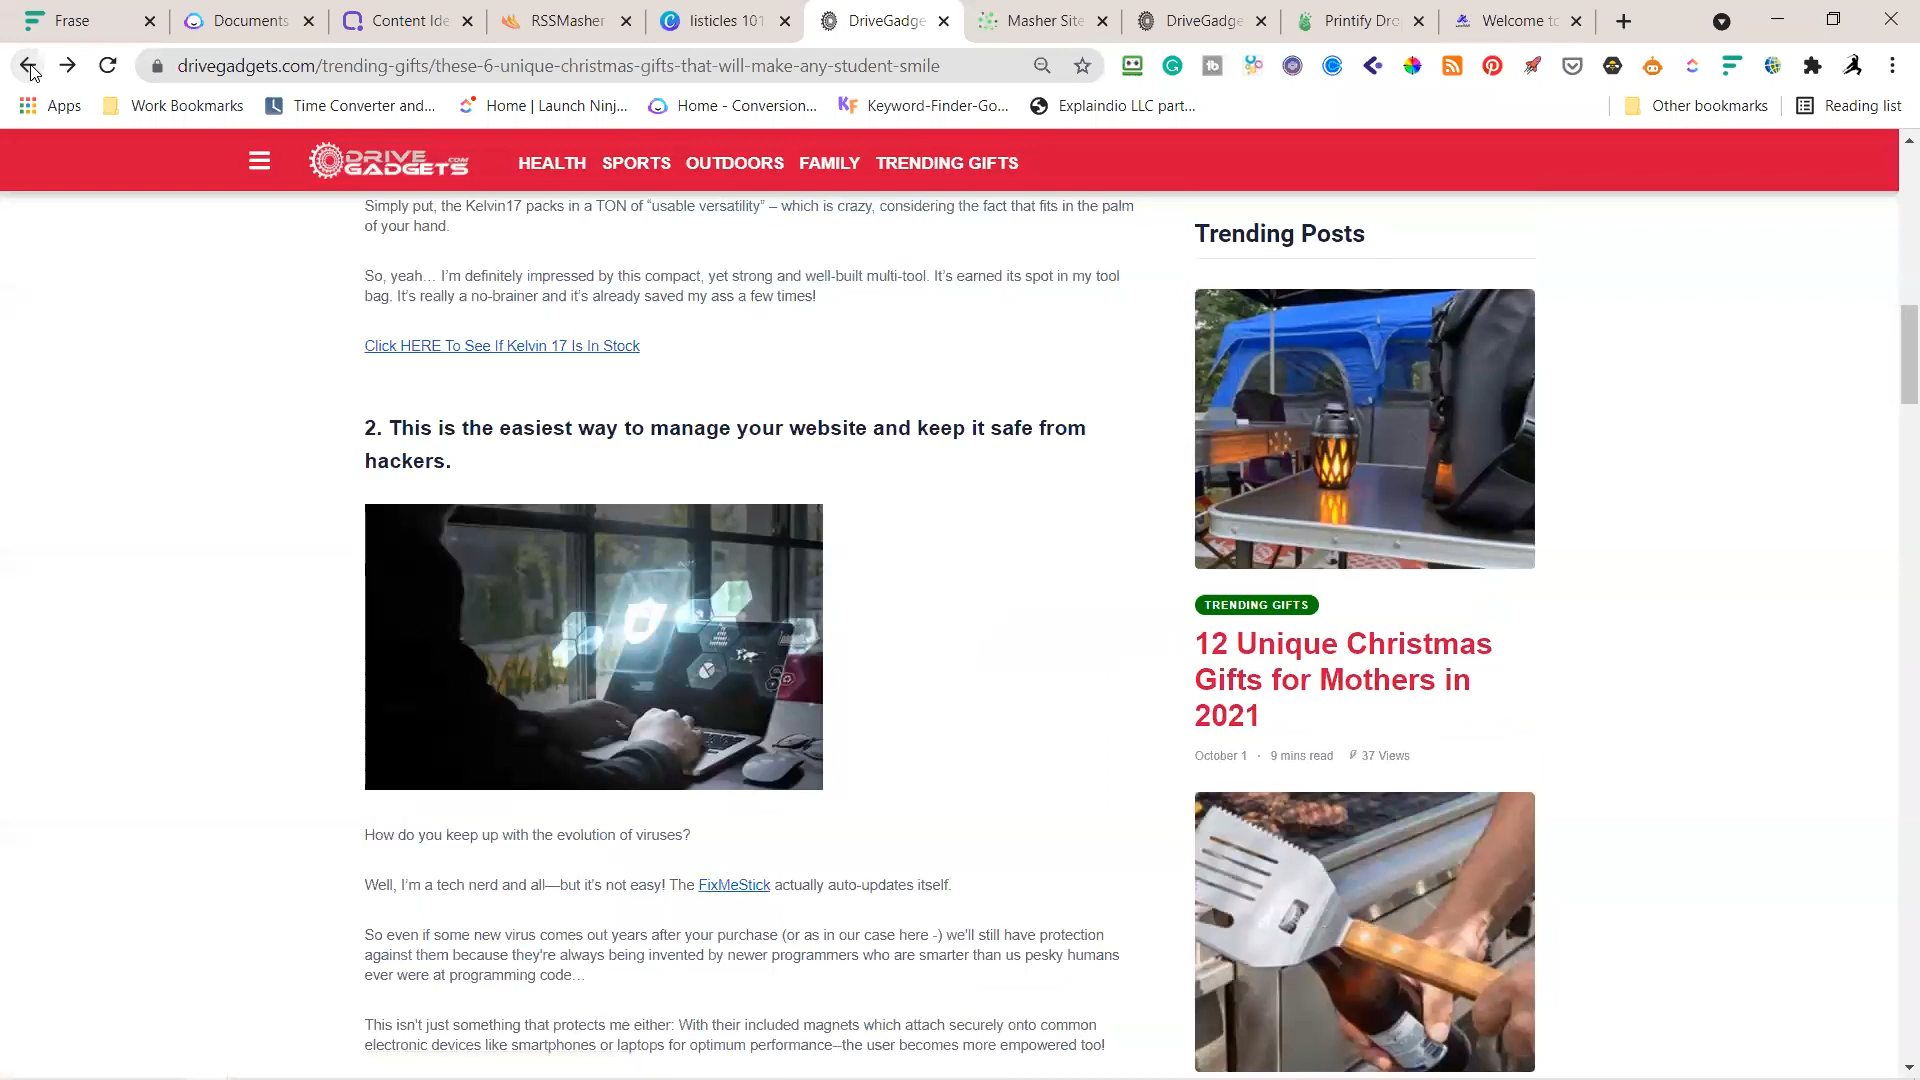 Frase
Documents
Content Ide
RSSMasher
listicles 101
DriveGadge
Masher Site
DriveGadge
Printify Dro
Welcome to
drivegadgets.com/trending-gifts/these-6-unique-christmas-gifts-that-will-make-any-student-smile
Apps
Work Bookmarks
Time Converter and...
Home | Launch Ninj...
Home - Conversion...
KF Keyword-Finder-Go...
Explaindio LLC part...
Other bookmarks
Reading list
DRIVE .COM
GADGETS
HEALTH SPORTS OUTDOORS FAMILY TRENDING GIFTS
Simply put, the Kelvin17 packs in a TON of “usable versatility” – which is crazy, considering the fact that fits in the palm
of your hand.
So, yeah… I’m definitely impressed by this compact, yet strong and well-built multi-tool. It’s earned its spot in my tool
bag. It’s really a no-brainer and it’s already saved my ass a few times!
Click HERE To See If Kelvin 17 Is In Stock
2. This is the easiest way to manage your website and keep it safe from
hackers.
How do you keep up with the evolution of viruses?
Well, I’m a tech nerd and all—but it’s not easy! The FixMeStick actually auto-updates itself.
So even if some new virus comes out years after your purchase (or as in our case here -) we'll still have protection
against them because they're always being invented by newer programmers who are smarter than us pesky humans
ever were at programming code…
This isn't just something that protects me either: With their included magnets which attach securely onto common
electronic devices like smartphones or laptops for optimum performance–the user becomes more empowered too!
Trending Posts
TRENDING GIFTS
12 Unique Christmas
Gifts for Mothers in
2021
October 1 · 9 mins read 37 Views